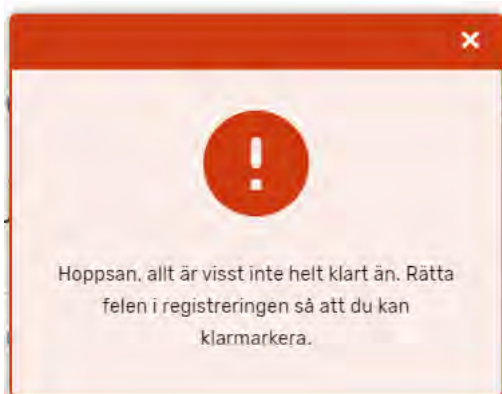 Hoppsan, allt är visst inte helt klart än. Rätta
felen i registreringen så att du kan
klarmarkera.